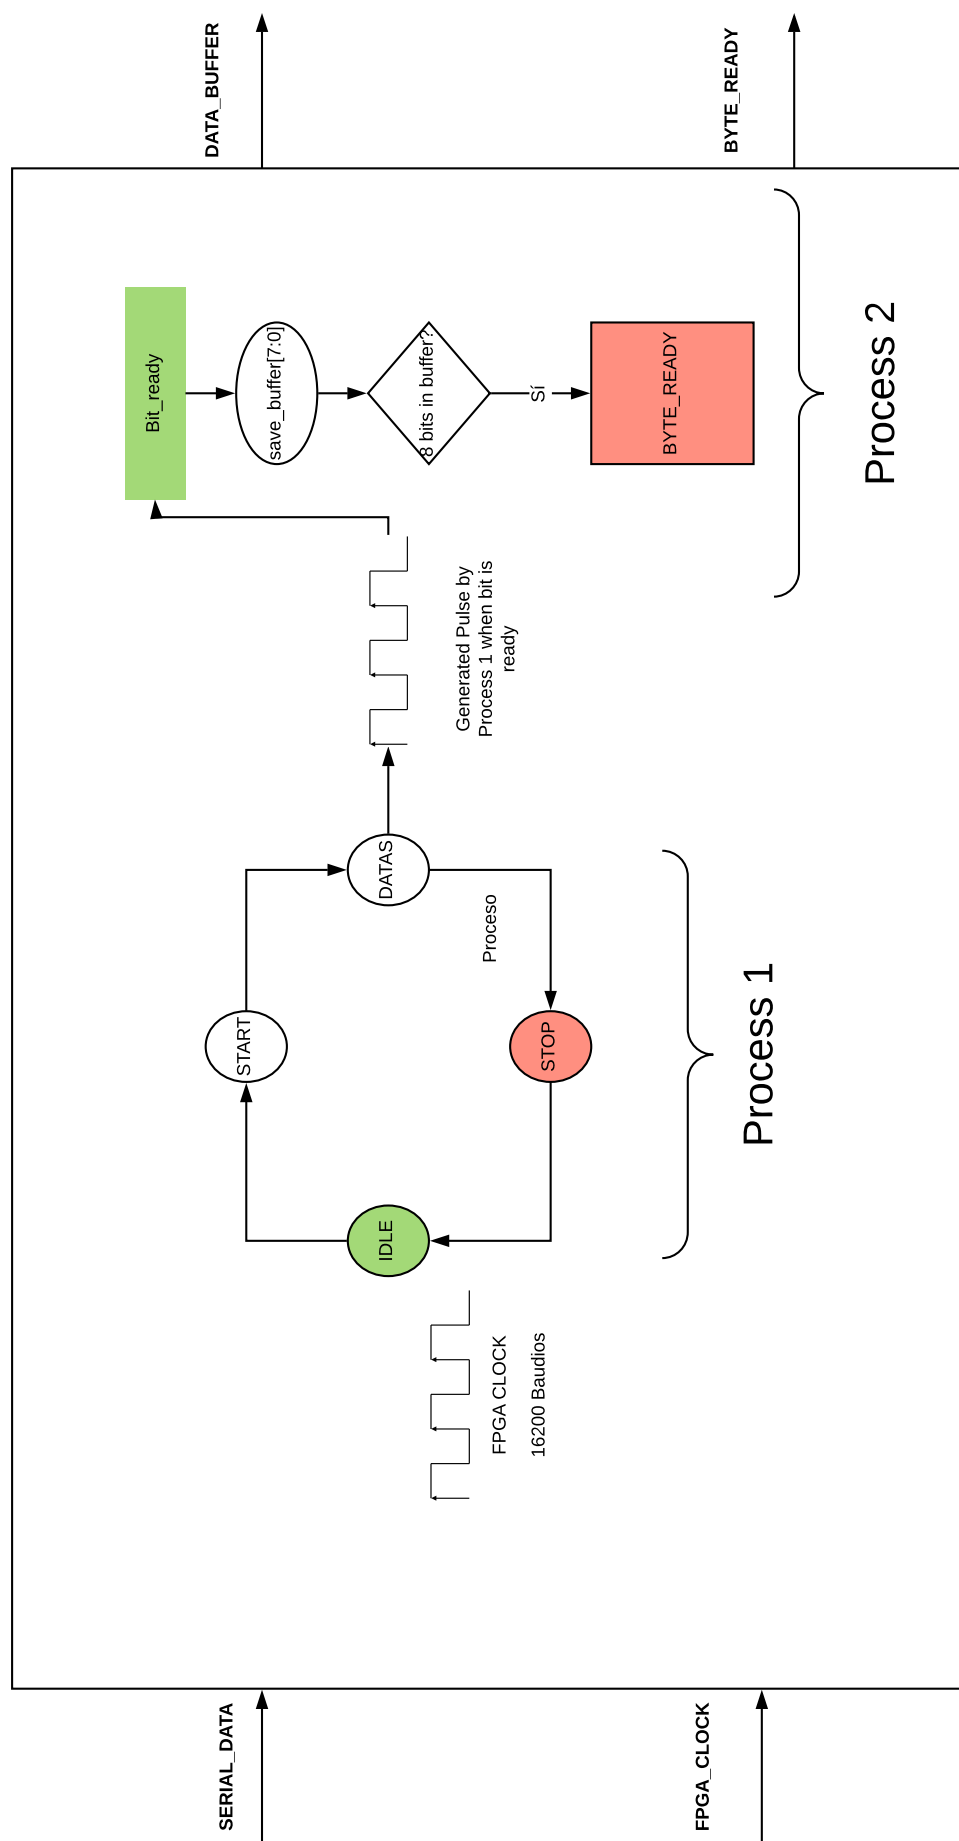 SERIAL_DATA
FPGA_CLOCK
FPGA CLOCK
16200 Baudios
IDLE
START
STOP
DATAS
Proceso
Process 1
Generated Pulse by
Process 1 when bit is
ready
Bit_ready
save_buffer[7:0]
8 bits in buffer?
Sí
BYTE_READY
Process 2
DATA_BUFFER
BYTE_READY